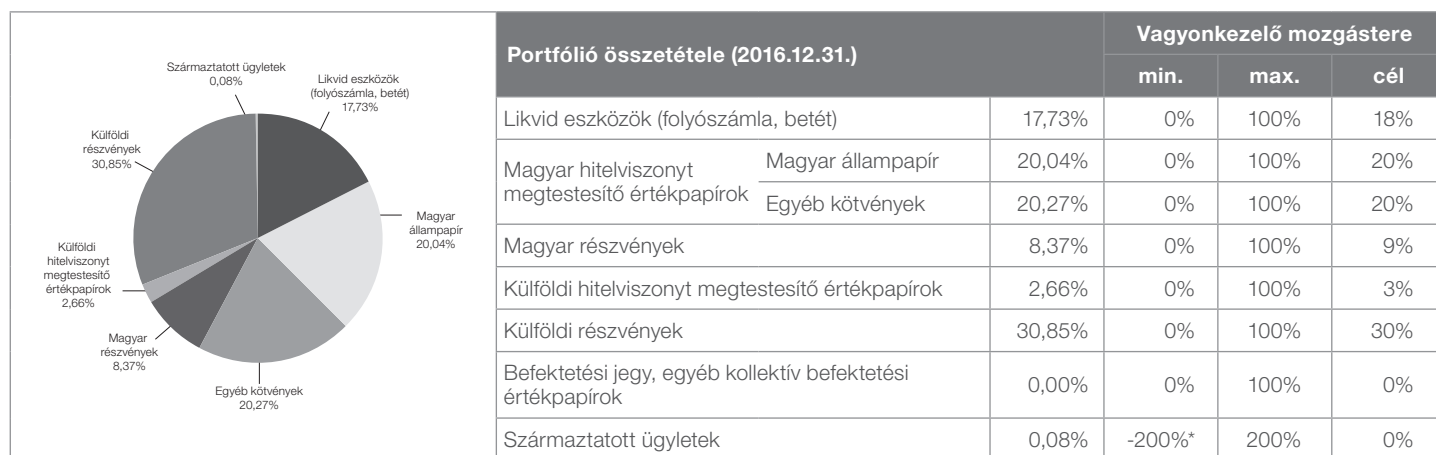 Származtatott ügyletek
0,08%
Likvid eszközök
(folyószámla, betét)
17,73%
Külföldi
részvények
30,85%
Magyar
állampapír
20,04%
Külföldi
hitelviszonyt
megtestesítő
értékpapírok
2,66%
Magyar
részvények
8,37%
Egyéb kötvények
20,27%
Portfólió összetétele (2016.12.31.) Vagyonkezelő mozgástere
min. max. cél
Likvid eszközök (folyószámla, betét) 17,73% 0% 100% 18%
Magyar hitelviszonyt
megtestesítő értékpapírok
Magyar állampapír 20,04% 0% 100% 20%
Egyéb kötvények 20,27% 0% 100% 20%
Magyar részvények 8,37% 0% 100% 9%
Külföldi hitelviszonyt megtestesítő értékpapírok 2,66% 0% 100% 3%
Külföldi részvények 30,85% 0% 100% 30%
Befektetési jegy, egyéb kollektív befektetési
értékpapírok 0,00% 0% 100% 0%
Származtatott ügyletek 0,08% -200%* 200% 0%